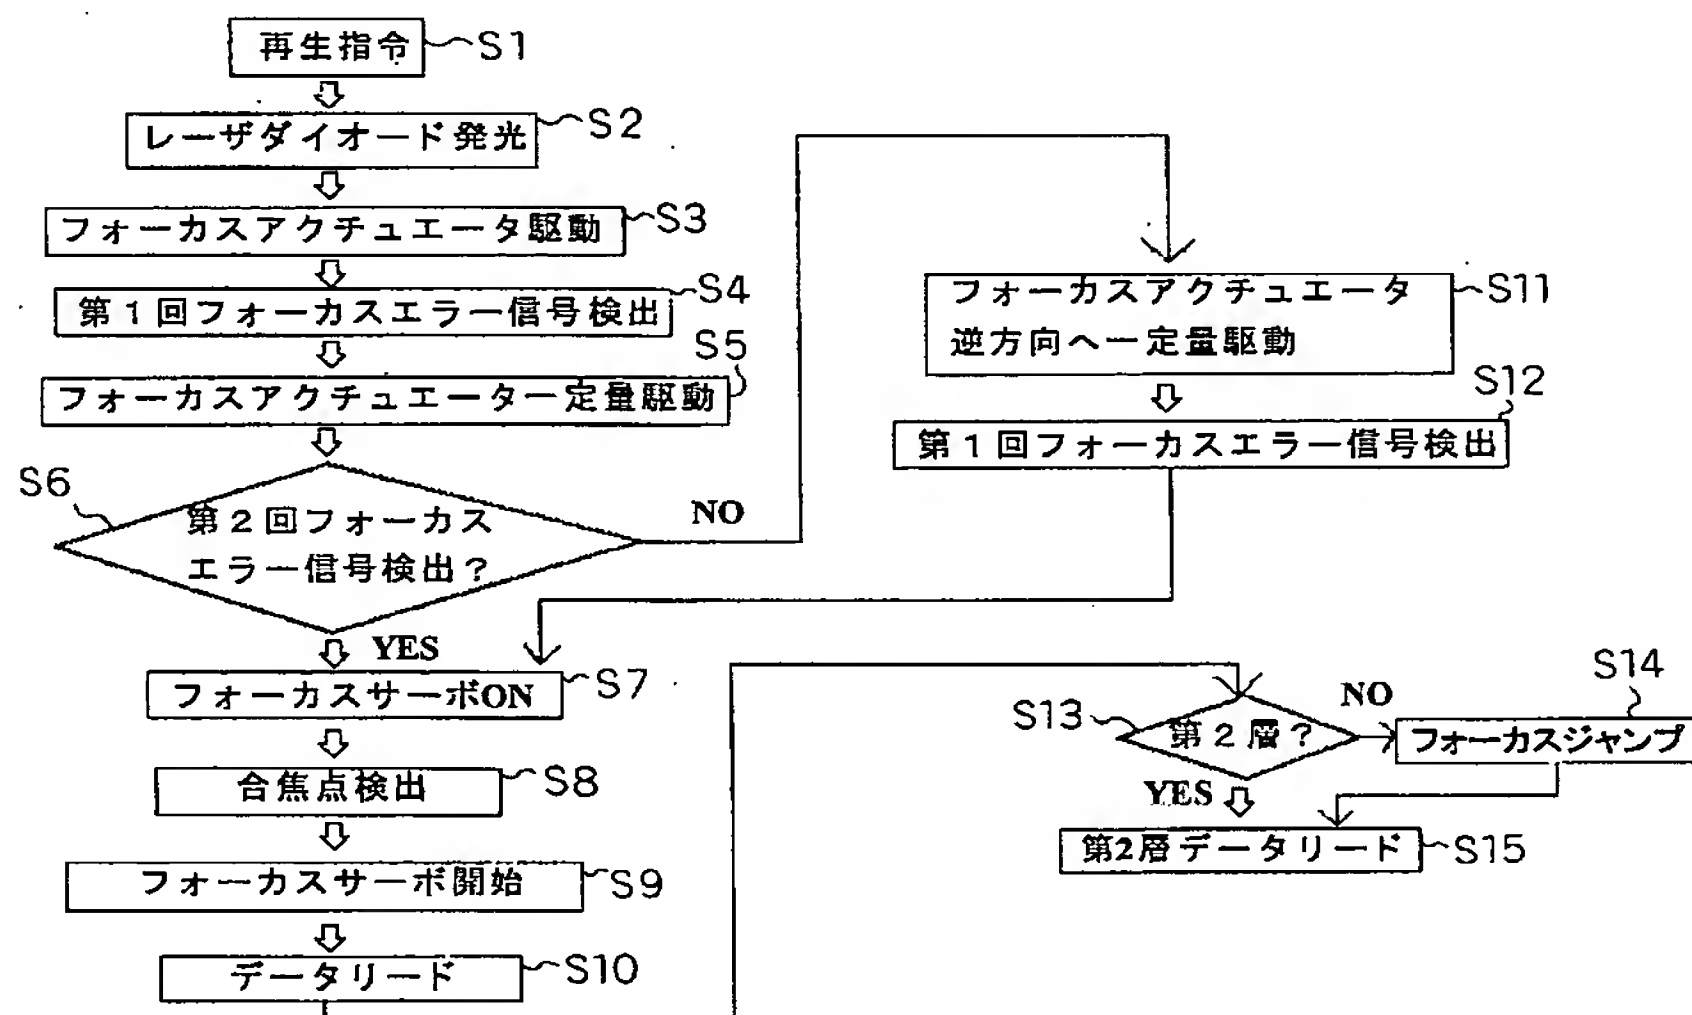 再生指令 S1
レーザダイオード発光 S2
フォーカスアクチュエータ駆動 S3
第1回フォーカスエラー信号検出 S4
S5
フォーカスアクチュエーター定量駆動
S6
第2回フォーカス
エラー信号検出?
NO
YES
フォーカスサーボON S7
合焦点検出 S8
フォーカスサーボ開始 S9
データリード S10
フォーカスアクチュエータ S11
逆方向へ一定量駆動
S12
第1回フォーカスエラー信号検出
S13
第2層?
NO
S14
フォーカスジャンプ
YES
第2層データリード S15